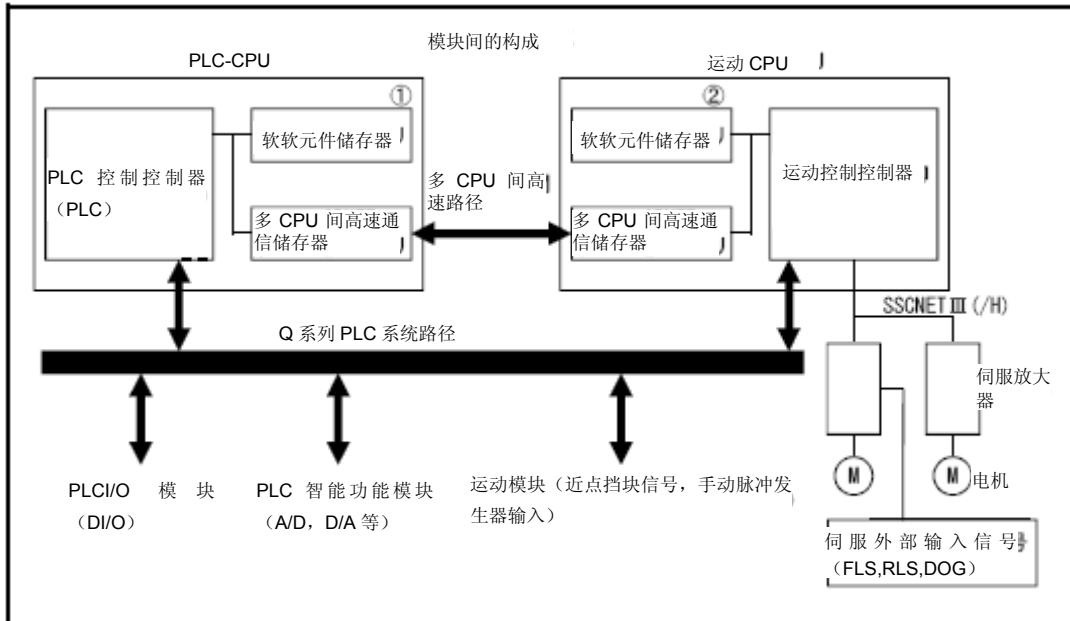 模块间的构成
PLC-CPU
运动 CPU
①
②
软软元件储存器
软软元件储存器
PLC 控制控制器
（PLC）
运动控制控制器
多 CPU 间高
速路径
多 CPU 间高速通
信储存器
多 CPU 间高速通
信储存器
SSCNETⅢ(/H)
Q 系列 PLC 系统路径
伺服放大
器
M
M
电机
PLCI/O 模 块
（DI/O）
PLC 智能功能模块
（A/D，D/A 等）
运动模块（近点挡块信号，手动脉冲发
生器输入）
伺服外部输入信号
（FLS,RLS,DOG）